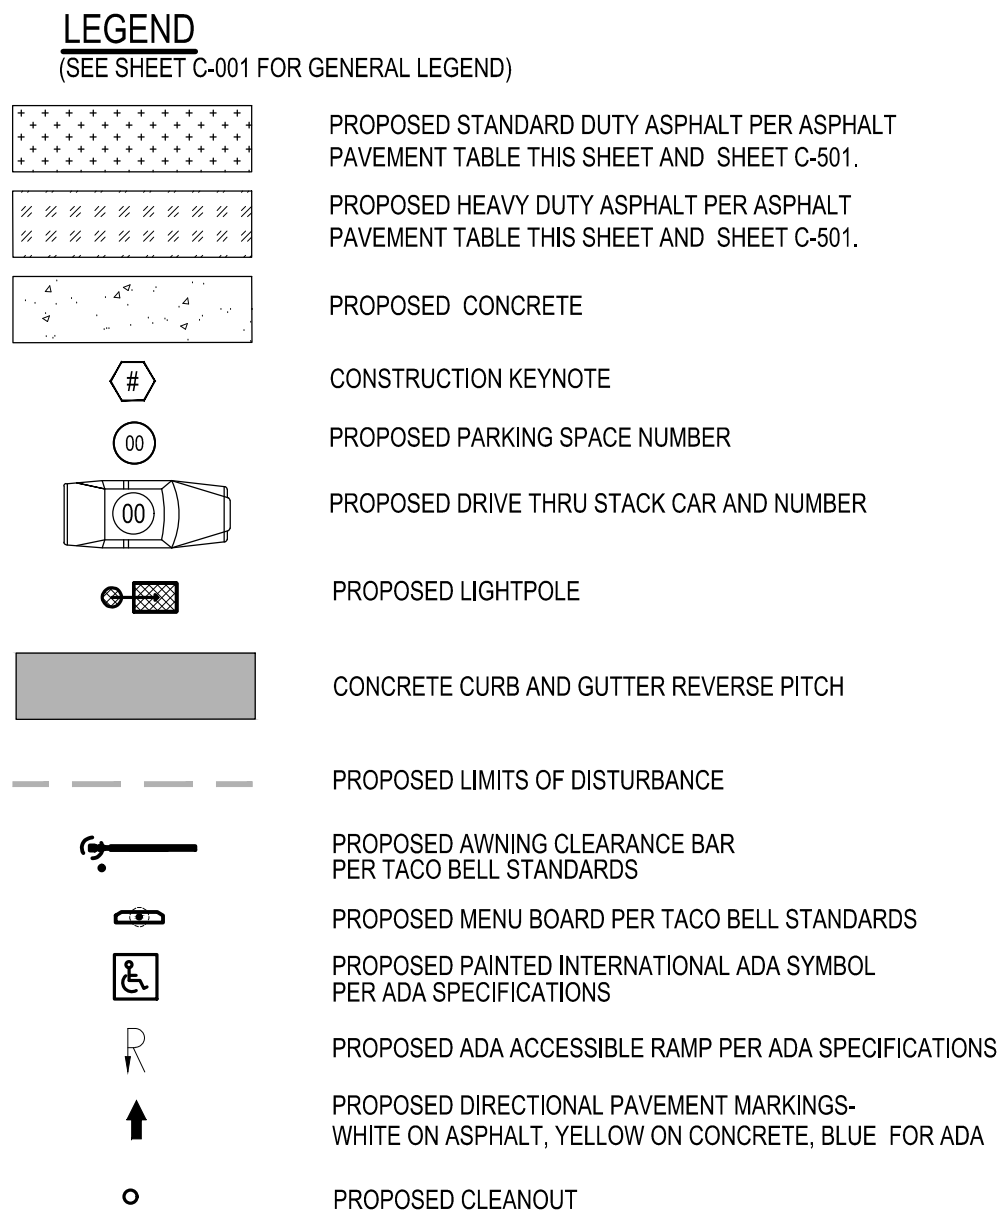 LEGEND
(SEE SHEET C-001 FOR GENERAL LEGEND)
PROPOSED STANDARD DUTY ASPHALT PER ASPHALT
PAVEMENT TABLE THIS SHEET AND SHEET C-501.
PROPOSED HEAVY DUTY ASPHALT PER ASPHALT
PAVEMENT TABLE THIS SHEET AND SHEET C-501.
PROPOSED CONCRETE
# CONSTRUCTION KEYNOTE
00 PROPOSED PARKING SPACE NUMBER
00 PROPOSED DRIVE THRU STACK CAR AND NUMBER
PROPOSED LIGHTPOLE
CONCRETE CURB AND GUTTER REVERSE PITCH
PROPOSED LIMITS OF DISTURBANCE
PROPOSED AWNING CLEARANCE BAR
PER TACO BELL STANDARDS
PROPOSED MENU BOARD PER TACO BELL STANDARDS
PROPOSED PAINTED INTERNATIONAL ADA SYMBOL
PER ADA SPECIFICATIONS
R PROPOSED ADA ACCESSIBLE RAMP PER ADA SPECIFICATIONS
PROPOSED DIRECTIONAL PAVEMENT MARKINGS-
WHITE ON ASPHALT, YELLOW ON CONCRETE, BLUE FOR ADA
PROPOSED CLEANOUT